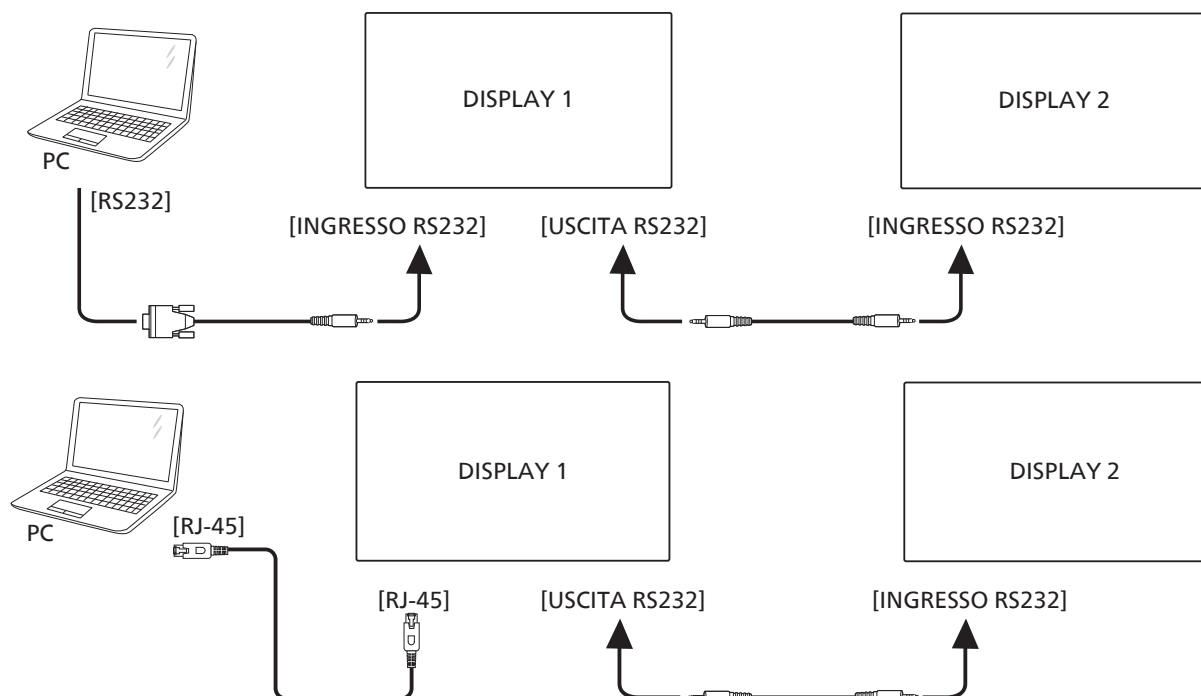 DISPLAY 1
DISPLAY 2
PC
[RS232]
[INGRESSO RS232]
[USCITA RS232]
[INGRESSO RS232]
DISPLAY 1
DISPLAY 2
PC
[RJ-45]
[RJ-45]
[USCITA RS232]
[INGRESSO RS232]